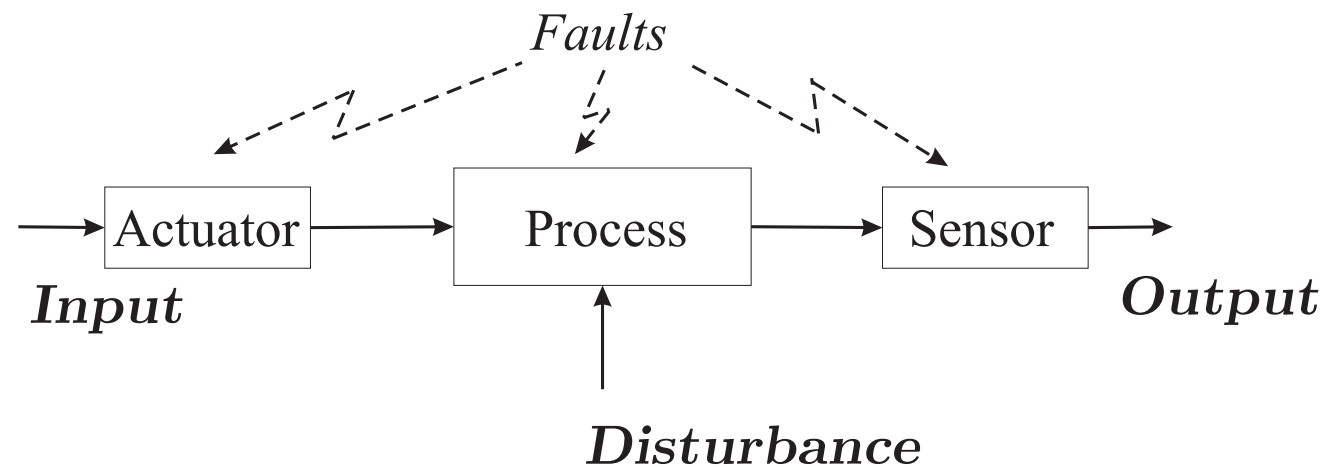 Faults
Actuator
Process
Sensor
Input
Output
Disturbance